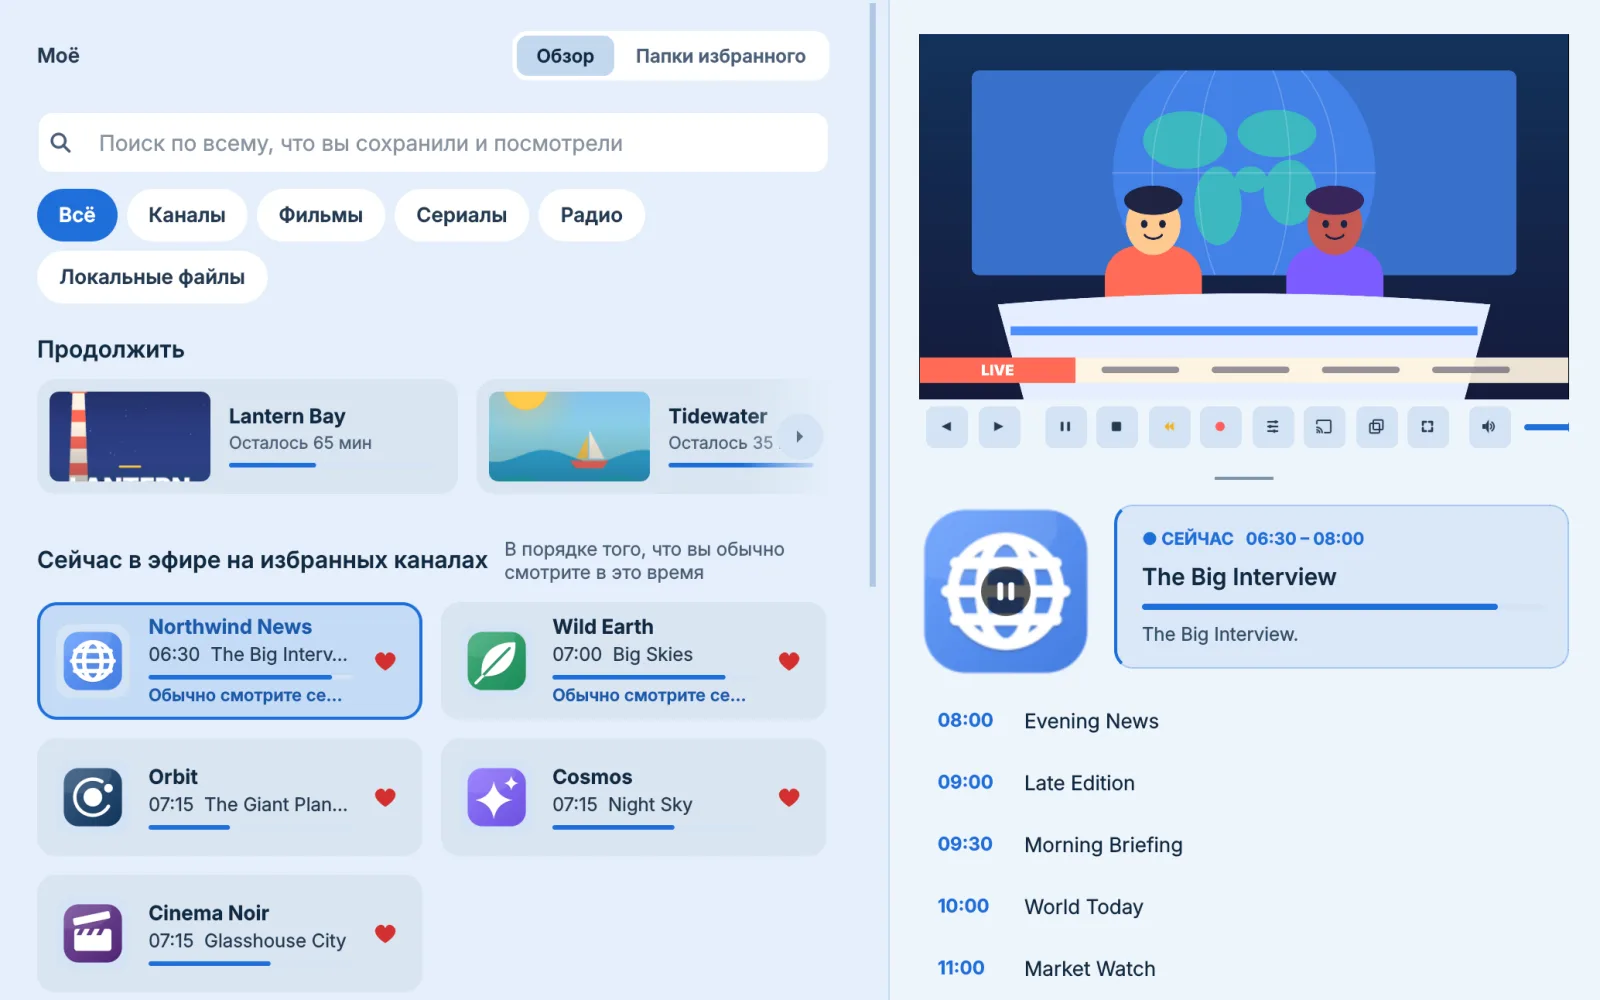 Моё
Обзор
Папки избранного
Поиск по всему, что вы сохранили и посмотрели
Всё
Каналы
Фильмы
Сериалы
Радио
Локальные файлы
Продолжить
Lantern Bay
Осталось 65 мин
LANTERN
Tidewater
Осталось 35
Сейчас в эфире на избранных каналах
В порядке того, что вы обычно
смотрите в это время
Northwind News
06:30 The Big Interv...
Обычно смотрите се...
Wild Earth
07:00 Big Skies
Обычно смотрите се...
Orbit
07:15 The Giant Plan...
Cosmos
07:15 Night Sky
Cinema Noir
07:15 Glasshouse City
LIVE
СЕЙЧАС 06:30 – 08:00
The Big Interview
The Big Interview.
08:00 Evening News
09:00 Late Edition
09:30 Morning Briefing
10:00 World Today
11:00 Market Watch